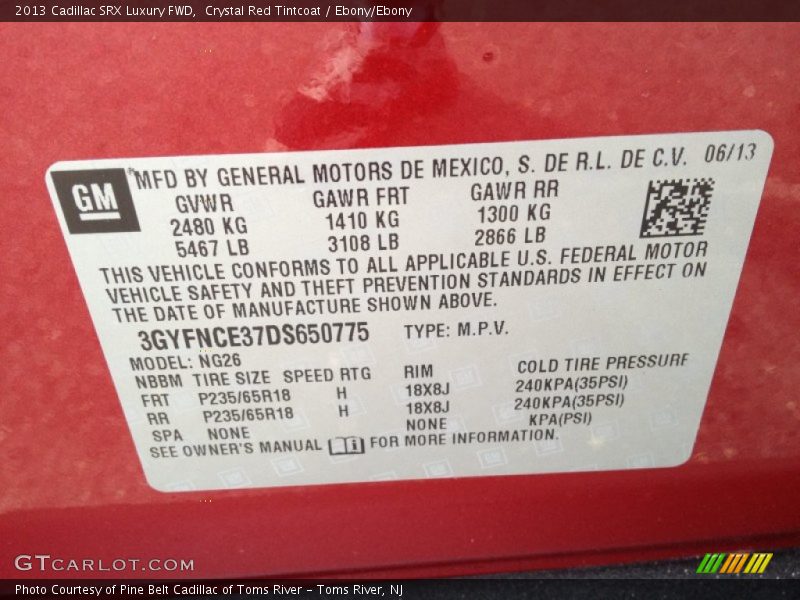 2013 Cadillac SRX Luxury FWD,  Crystal Red Tintcoat / Ebony/Ebony
GM
MFD BY GENERAL MOTORS DE MEXICO, S. DE R.L. DE C.V. 06/13
GVWR GAWR FRT GAWR RR
2480 KG 1410 KG 1300 KG
5467 LB 3108 LB 2866 LB
THIS VEHICLE CONFORMS TO ALL APPLICABLE U.S. FEDERAL MOTOR
VEHICLE SAFETY AND THEFT PREVENTION STANDARDS IN EFFECT ON
THE DATE OF MANUFACTURE SHOWN ABOVE.
3GYFNCE37DS650775 TYPE: M.P.V.
MODEL: NG26
NBBM TIRE SIZE SPEED RTG RIM COLD TIRE PRESSURE
FRT P235/65R18 H 18X8J 240KPA(35PSI)
RR P235/65R18 H 18X8J 240KPA(35PSI)
SPA NONE NONE KPA(PSI)
SEE OWNER'S MANUAL FOR MORE INFORMATION.
GTCARLOT.COM
Photo Courtesy of Pine Belt Cadillac of Toms River – Toms River, NJ